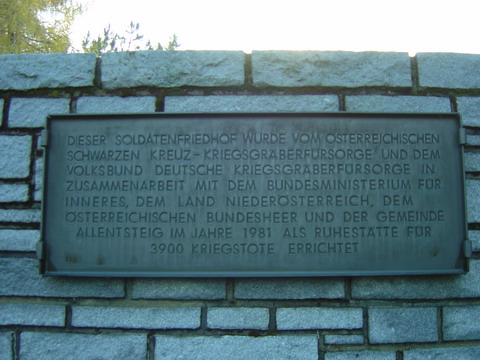 DIESER SOLDATENFRIEDHOF WURDE VOM ÖSTERREICHISCHEN
SCHWARZEN KREUZ-KRIEGSGRÄBERFÜRSORGE UND DEM
VOLKSBUND DEUTSCHE KRIEGSGRÄBERFÜRSORGE IN
ZUSAMMENARBEIT MIT DEM BUNDESMINISTERIUM FÜR
INNERES, DEM LAND NIEDERÖSTERREICH, DEM
ÖSTERREICHISCHEN BUNDESHEER UND DER GEMEINDE
ALLENTSTEIG IM JAHRE 1981 ALS RUHESTÄTTE FÜR
3900 KRIEGSTOTE ERRICHTET